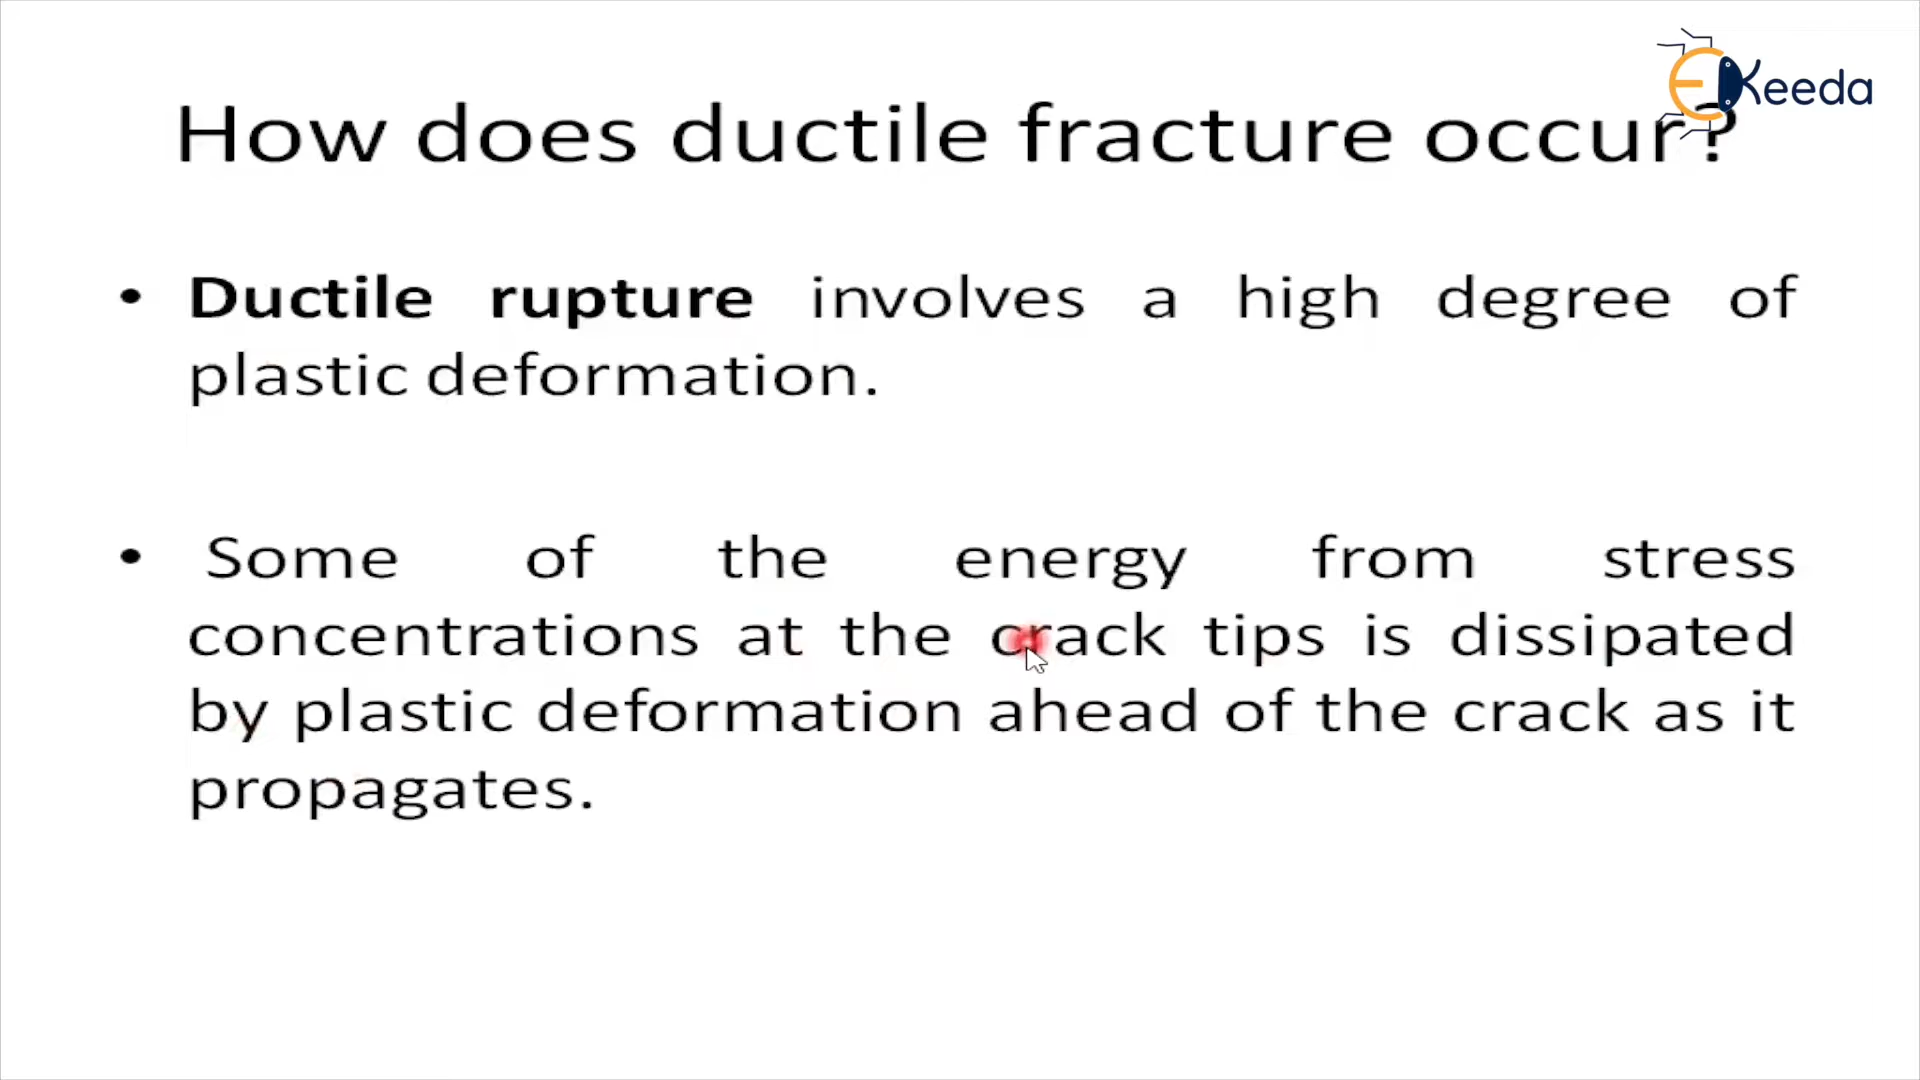 EKeeda
How does ductile fracture occur?
• Ductile rupture involves a high degree of
plastic deformation.
• Some of the energy from stress
concentrations at the crack tips is dissipated
by plastic deformation ahead of the crack as it
propagates.